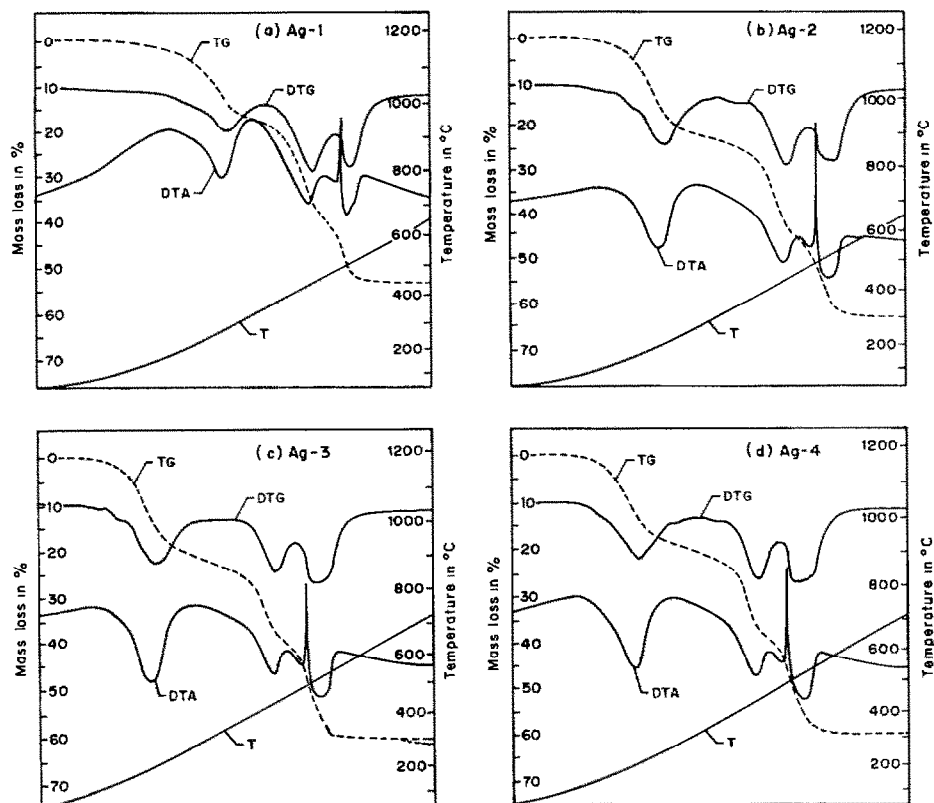 (a) Ag-1
TG
DTG
DTA
T
0
10
20
30
40
50
60
70
Mass loss in %
1200
1000
800
600
400
200
Temperature in °C
(b) Ag-2
TG
DTG
DTA
T
0
10
20
30
40
50
60
70
Mass loss in %
1200
1000
800
600
400
200
Temperature in °C
(c) Ag-3
TG
DTG
DTA
T
0
10
20
30
40
50
60
70
Mass loss in %
1200
1000
800
600
400
200
Temperature in °C
(d) Ag-4
TG
DTG
DTA
T
0
10
20
30
40
50
60
70
Mass loss in %
1200
1000
800
600
400
200
Temperature in °C